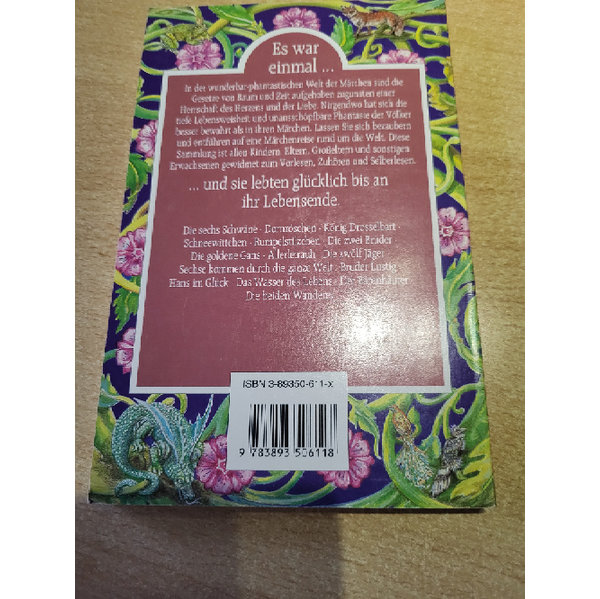 Es war
einmal ...
In der wunderbar-phantastischen Welt der Märchen sind die
Gesetze von Raum und Zeit aufgehoben zugunsten einer
Herrschaft des Herzens und der Liebe. Nirgendwo hat sich die
tiefe Lebensweisheit und unausschöpfbare Phantasie der Völker
besser bewahrt als in ihren Märchen. Lassen Sie sich bezaubern
und entführen auf eine Märchenreise rund um die Welt. Diese
Sammlung ist allen Kindern, Eltern, Großeltern und sonstigen
Erwachsenen gewidmet zum Vorlesen, Zuhören und Selberlesen.
... und sie lebten glücklich bis an
ihr Lebensende.
Die sechs Schwäne · Dornröschen · König Drosselbart ·
Schneewittchen · Rumpelstilzchen · Die zwei Brüder ·
Die goldene Gans · Allerleirauh · Die zwölf Jäger ·
Sechse kommen durch die ganze Welt · Bruder Lustig ·
Hans im Glück · Das Wasser des Lebens · Der
Die beiden Wanderer
ISBN 3-89350-611-x
9 783893 506118